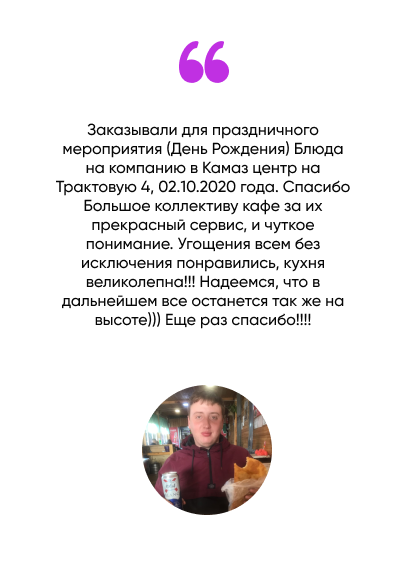 Заказывали для праздничного
мероприятия (День Рождения) Блюда
на компанию в Камаз центр на
Трактовую 4, 02.10.2020 года. Спасибо
Большое коллективу кафе за их
прекрасный сервис, и чуткое
понимание. Угощения всем без
исключения понравились, кухня
великолепна!!! Надеемся, что в
дальнейшем все останется так же на
высоте))) Еще раз спасибо!!!!